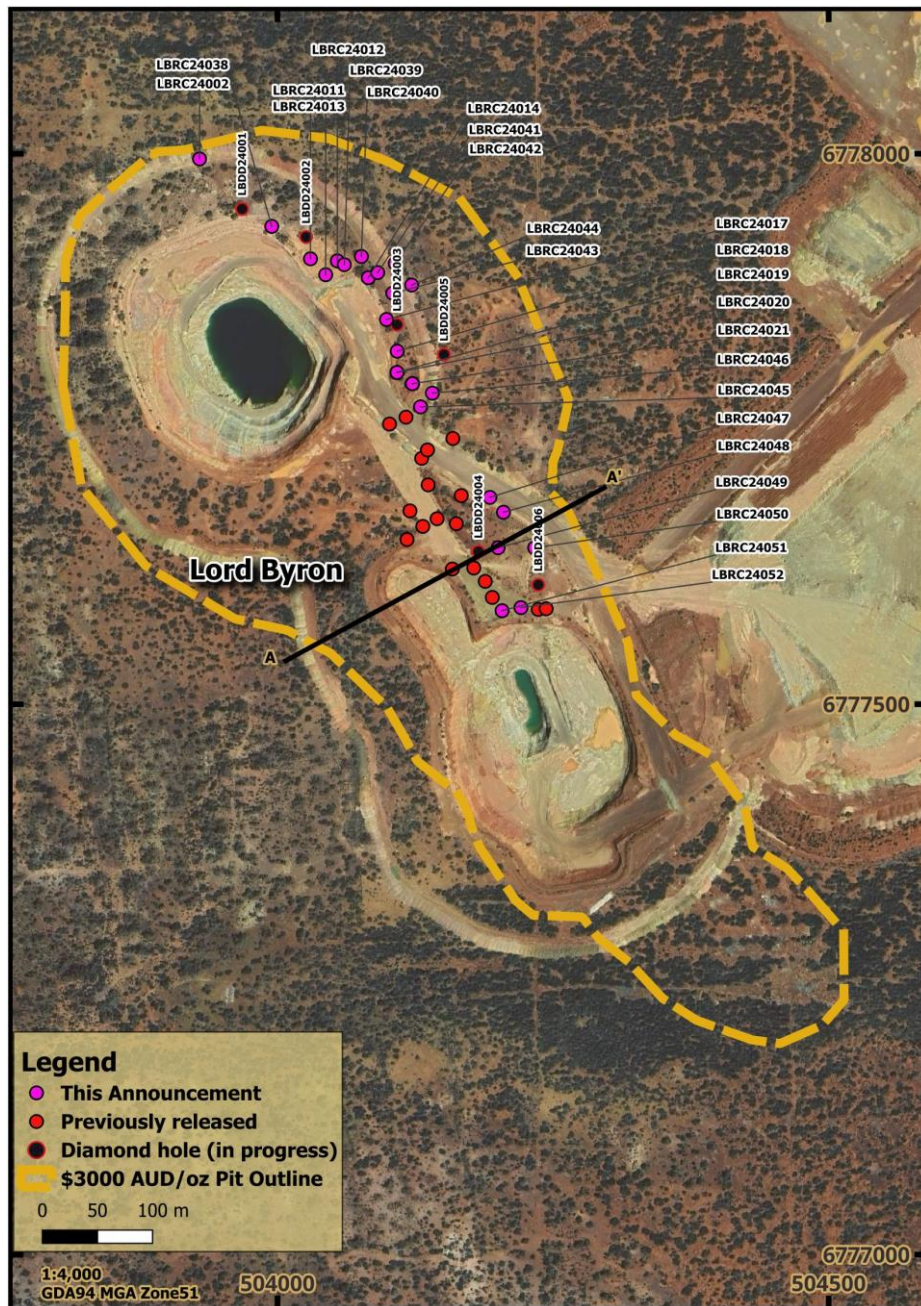 LBRC24012
LBRC24038
LBRC24039
LBRC24002
LBRC24011
LBRC24040
LBRC24013
LBRC24014
LBRC24041
LBRC24042
6778000
LBDD24001
LBDD24002
LBRC24044
LBRC24043
LBRC24017
LBRC24018
LBRC24019
LBRC24020
LBRC24021
LBDD24003
LBDD24005
LBRC24046
LBRC24045
LBRC24047
LBRC24048
A'
LBDD24004
LBRC24049
LBRC24050
LBDD24006
LBRC24051
LBRC24052
Lord Byron
A
6777500
Legend
This Announcement
Previously released
Diamond hole (in progress)
$3000 AUD/oz Pit Outline
0 50 100 m
6777000
1:4,000
GDA94 MGA Zone51
504000
504500